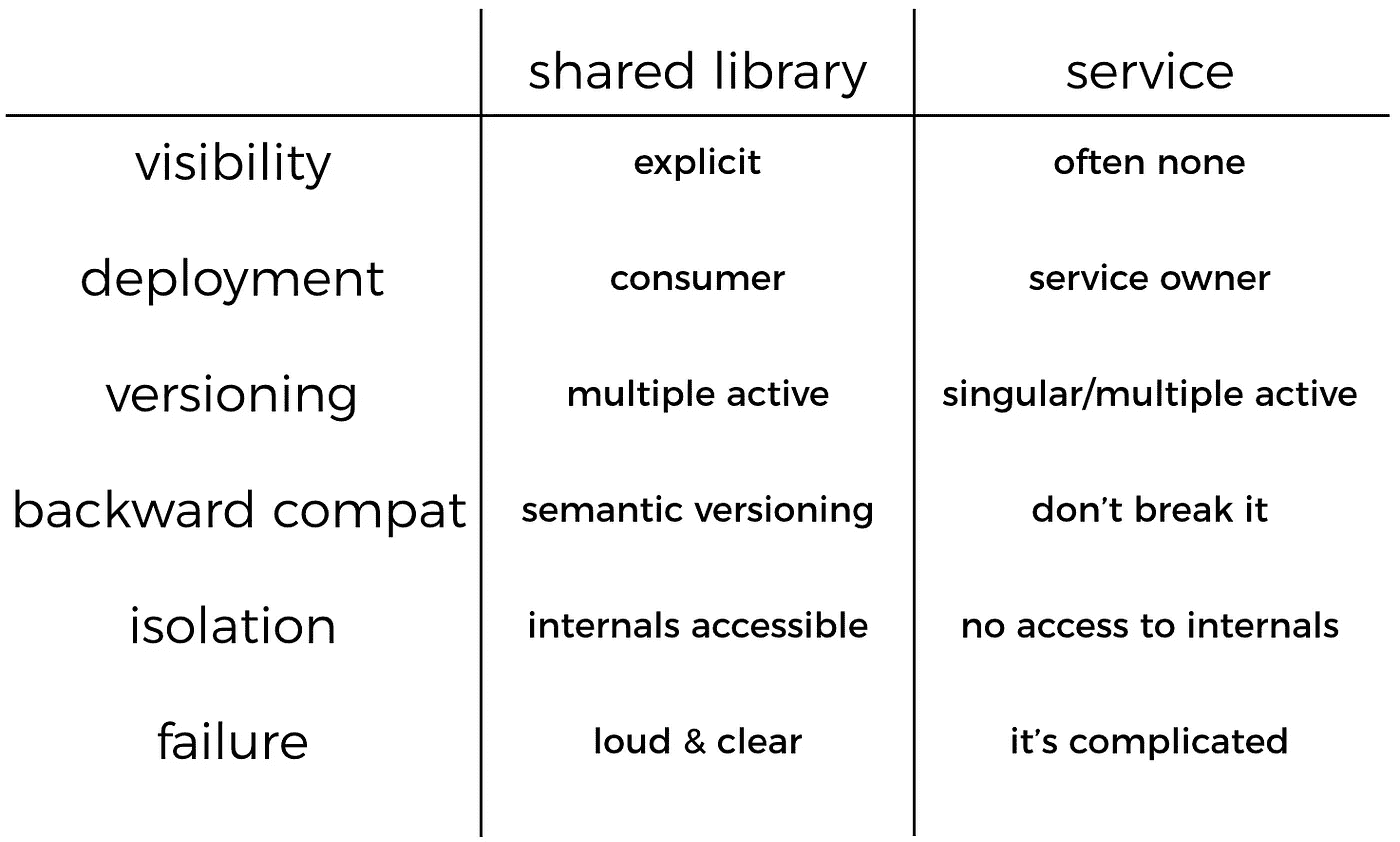 shared library service
visibility explicit often none
deployment consumer service owner
versioning multiple active singular/multiple active
backward compat semantic versioning don't break it
isolation internals accessible no access to internals
failure loud & clear it's complicated